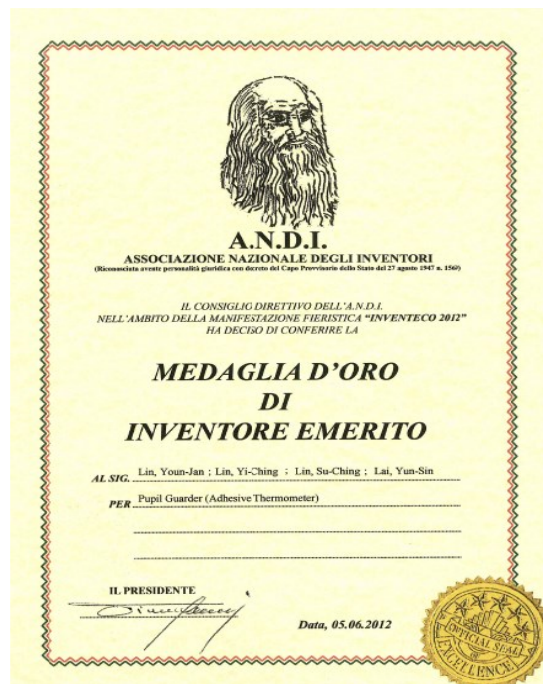 A.N.D.I.
ASSOCIAZIONE NAZIONALE DEGLI INVENTORI
(Riconosciuta avente personalità giuridica con decreto del Capo Provvisorio dello Stato del 27 agosto 1947 n. 156)
IL CONSIGLIO DIRETTIVO DELL'A.N.D.I.
NELL'AMBITO DELLA MANIFESTAZIONE FIERISTICA "INVENTECO 2012"
HA DECISO DI CONFERIRE LA
MEDAGLIA D'ORO
DI
INVENTORE EMERITO
AL SIG. Lin, Youn-Jan ; Lin, Yi-Ching ; Lin, Su-Ching ; Lai, Yun-Sin
PER Pupil Guarder (Adhesive Thermometer)
IL PRESIDENTE
Data, 05.06.2012
OFFICIAL SEAL
EXCELLENCE